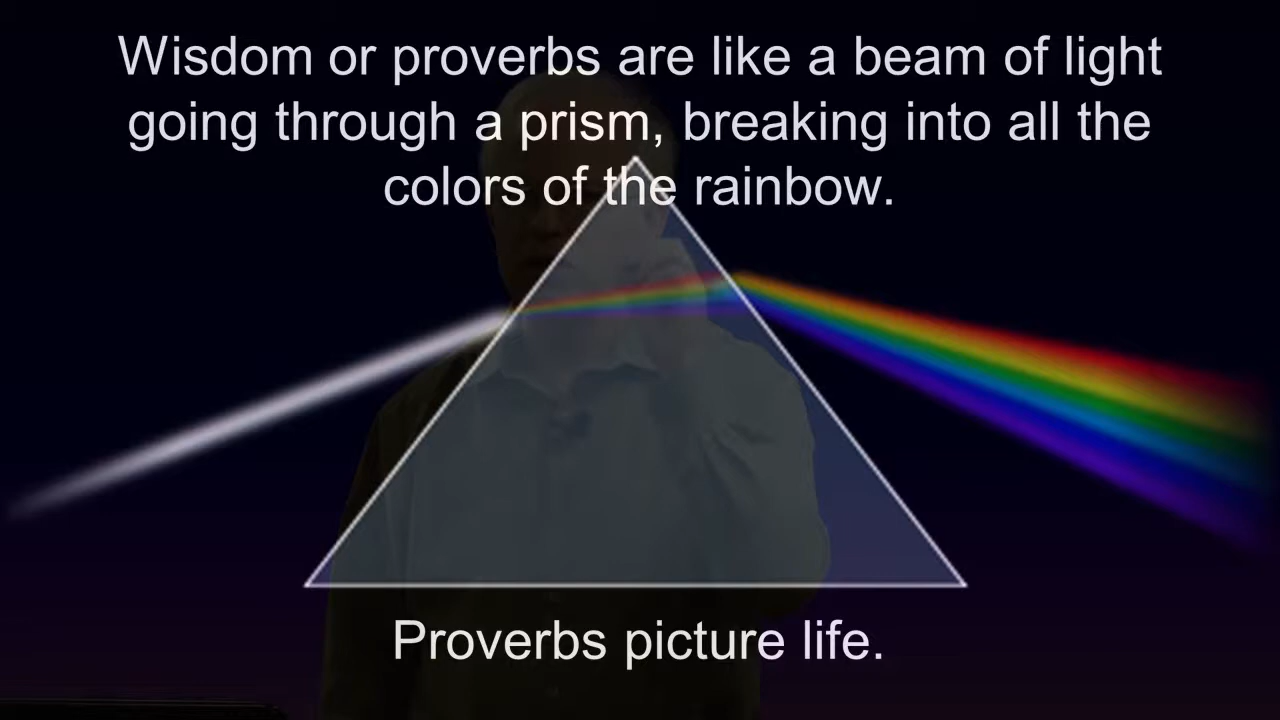 Wisdom or proverbs are like a beam of light
going through a prism, breaking into all the
colors of the rainbow.
Proverbs picture life.